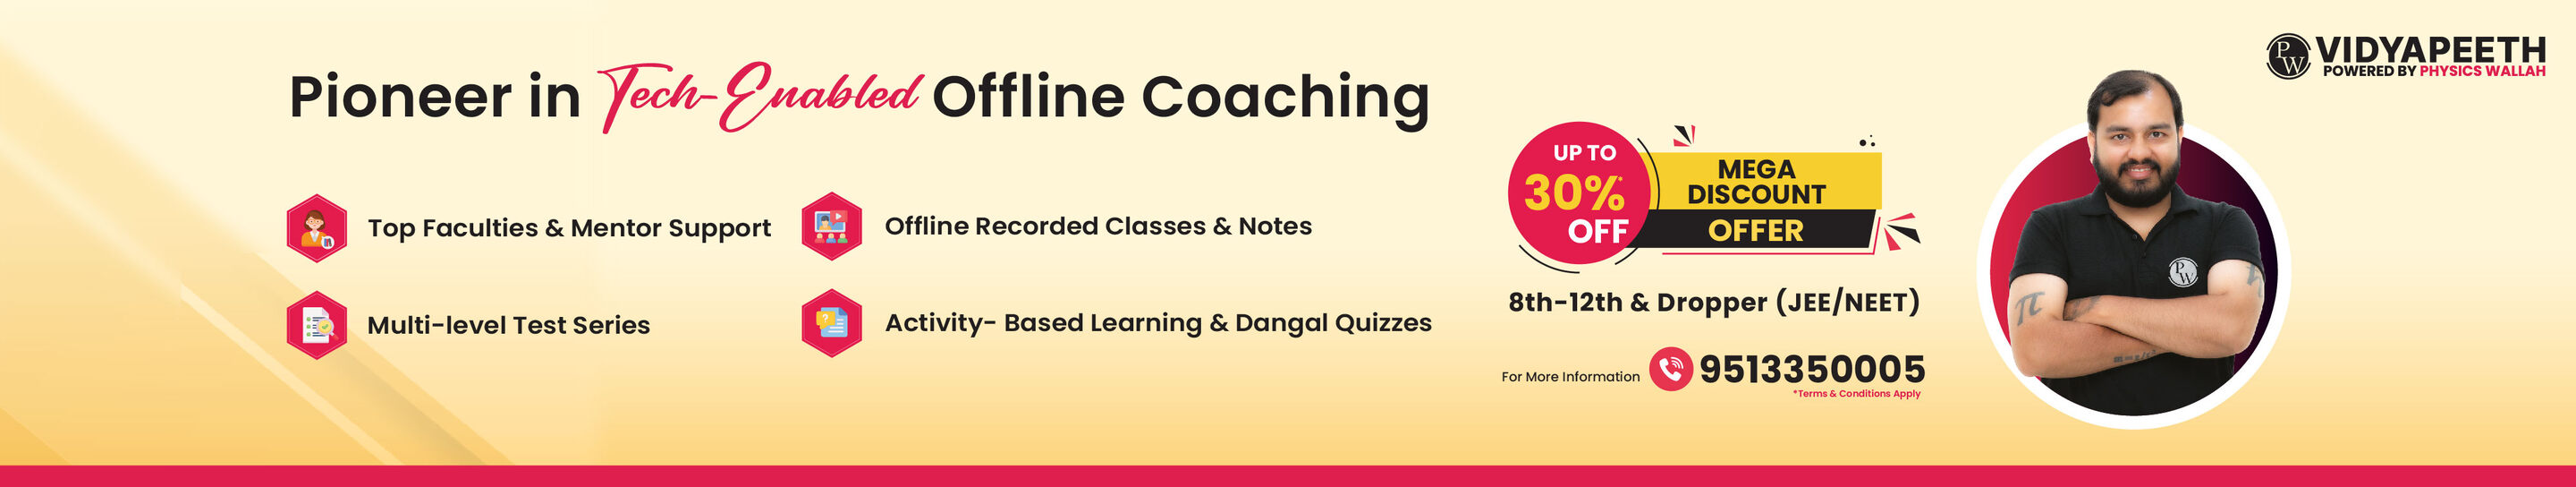 Pioneer in Tech-Enabled Offline Coaching
Top Faculties & Mentor Support
Offline Recorded Classes & Notes
Multi-level Test Series
Activity- Based Learning & Dangal Quizzes
UP TO
30%*
OFF
MEGA
DISCOUNT
OFFER
8th-12th & Dropper (JEE/NEET)
For More Information 9513350005
*Terms & Conditions Apply
PW VIDYAPEETH
POWERED BY PHYSICS WALLAH
PW
π